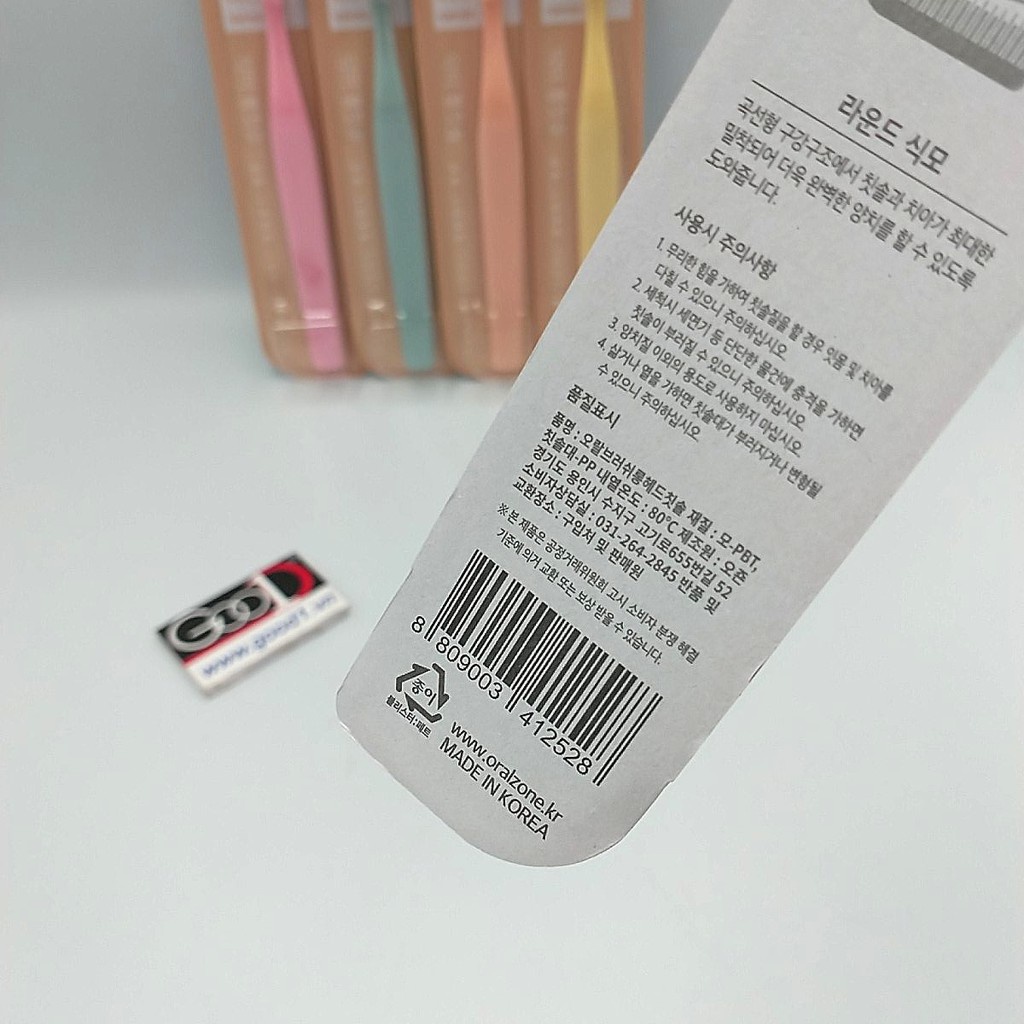 라운드 식모
곡선형 구강구조에서 칫솔과 치아가 최대한
밀착되어 더욱 완벽한 양치를 할 수 있도록
도와줍니다.
사용시 주의사항
1. 무리한 힘을 가하여 칫솔질을 할 경우 잇몸 및 치아를
다칠 수 있으니 주의하십시오.
2. 세척시 세면기 등 단단한 물건에 충격을 가하면
칫솔이 부러질 수 있으니 주의하십시오.
3. 양치질 이외의 용도로 사용하지 마십시오.
4. 삶거나 열을 가하면 칫솔대가 부러지거나 변형될
수 있으니 주의하십시오.
품질표시
품명 : 오랄브러쉬롱헤드칫솔 재질 : 모-PBT,
칫솔대-PP 내열온도 : 80℃ 제조원 : 오존
경기도 용인시 수지구 고기로655번길 52
소비자상담실 : 031-264-2845 반품 및
교환장소 : 구입처 및 판매원
※ 본 제품은 공정거래위원회 고시 소비자 분쟁 해결
기준에 의거 교환 또는 보상 받을 수 있습니다.
8 809003 412528
종이
블리스터:페트
www.oralzone.kr
MADE IN KOREA
GooD
www.good1.vn